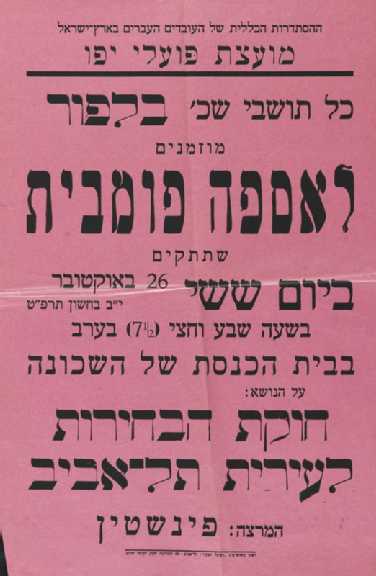 ההסתדרות הכללית של העובדים העברים בארץ־ישראל
מועצת פועלי יפו
כל תושבי שכ' בלפור
מוזמנים
לאספה פומבית
שתתקים
ביום ששי 26 באוקטובר
י"ב בחשון תרפ"ט
בשעה שבע וחצי (7½) בערב
בבית הכנסת של השכונה
על הנושא:
חוקת הבחירות
לעירית תל־אביב
המרצה: פינשטין